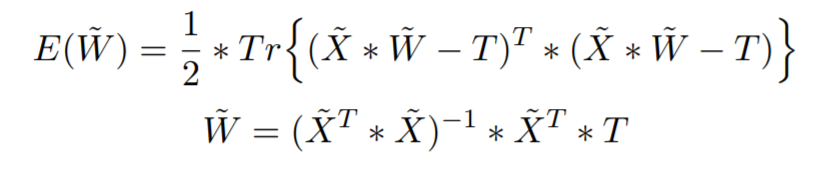 E(W̃) = 1/2 * Tr{(X̃ * W̃ − T)^T * (X̃ * W̃ − T)}
W̃ = (X̃^T * X̃)^−1 * X̃^T * T